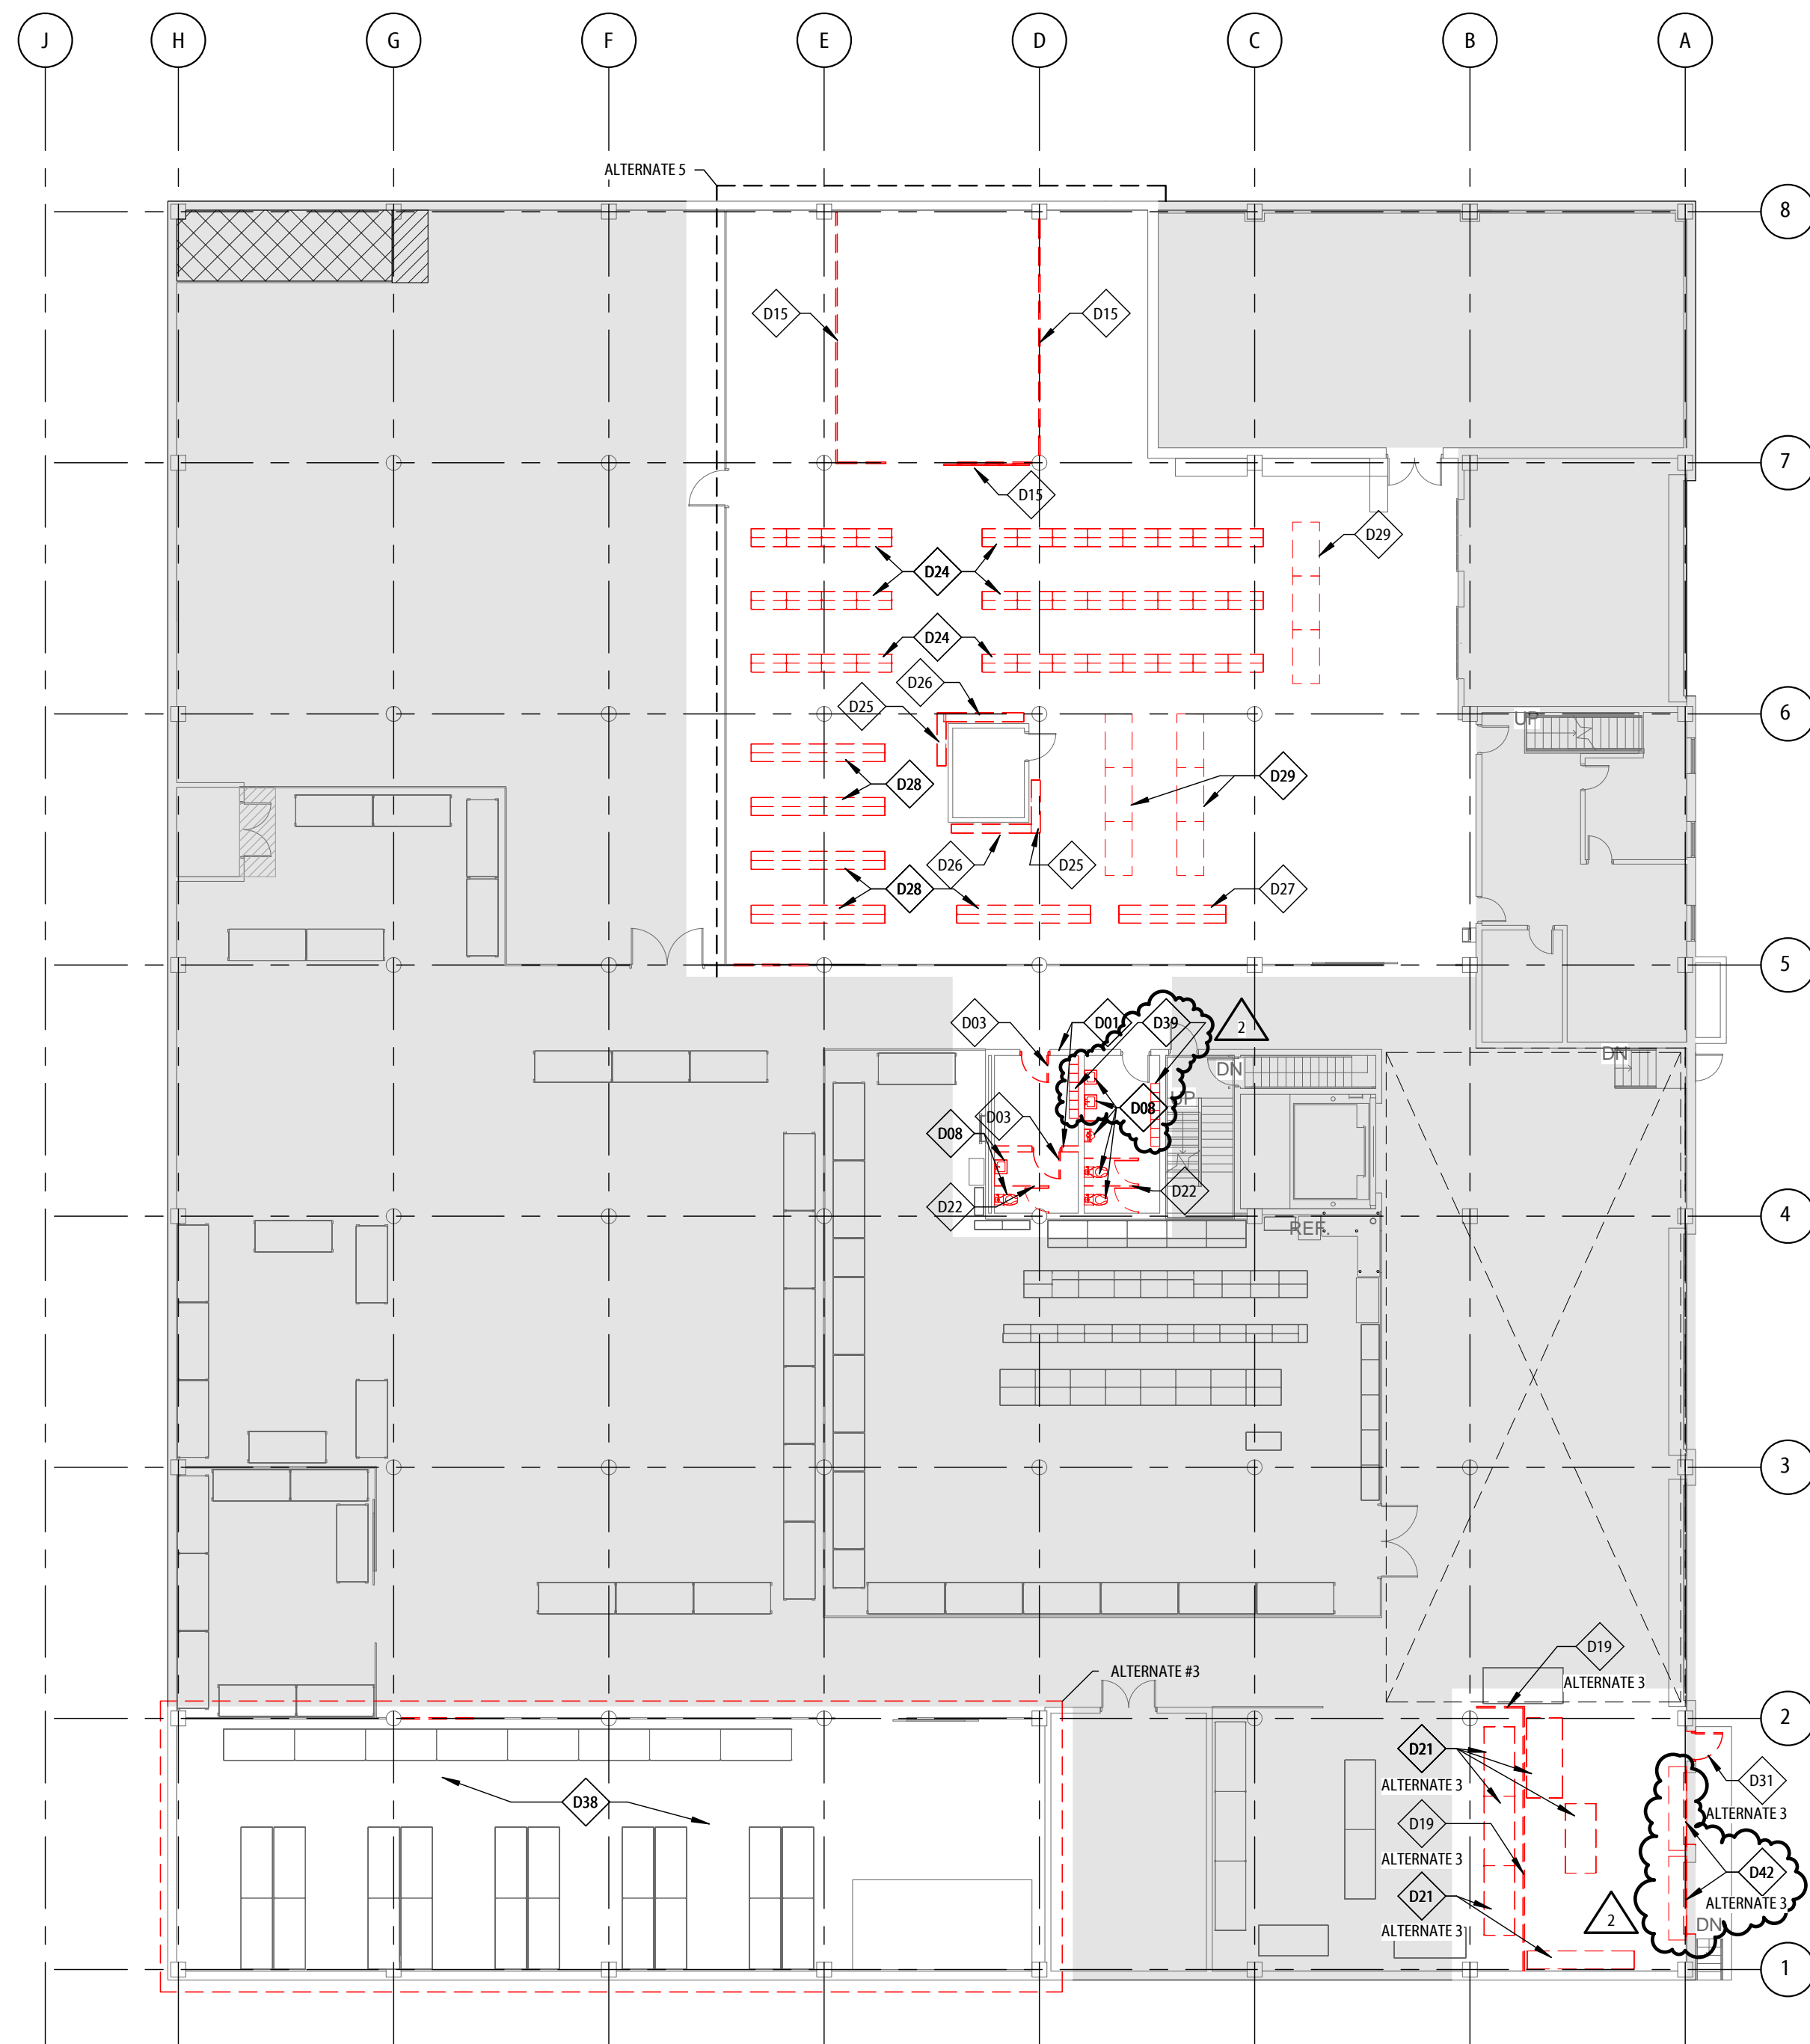 J
H
G
F
E
D
C
B
A
ALTERNATE 5
8
D15
D15
7
D15
D29
D24
D24
D26
D25
6
UP
D29
D28
D26
D25
D28
D27
5
D03
D01
D39
2
DN
DN
UP
D03
D08
D08
D22
D22
4
REF.
3
D19
ALTERNATE 3
ALTERNATE #3
2
D21
ALTERNATE 3
D31
ALTERNATE 3
D38
D19
ALTERNATE 3
D42
ALTERNATE 3
D21
ALTERNATE 3
2
DN
1